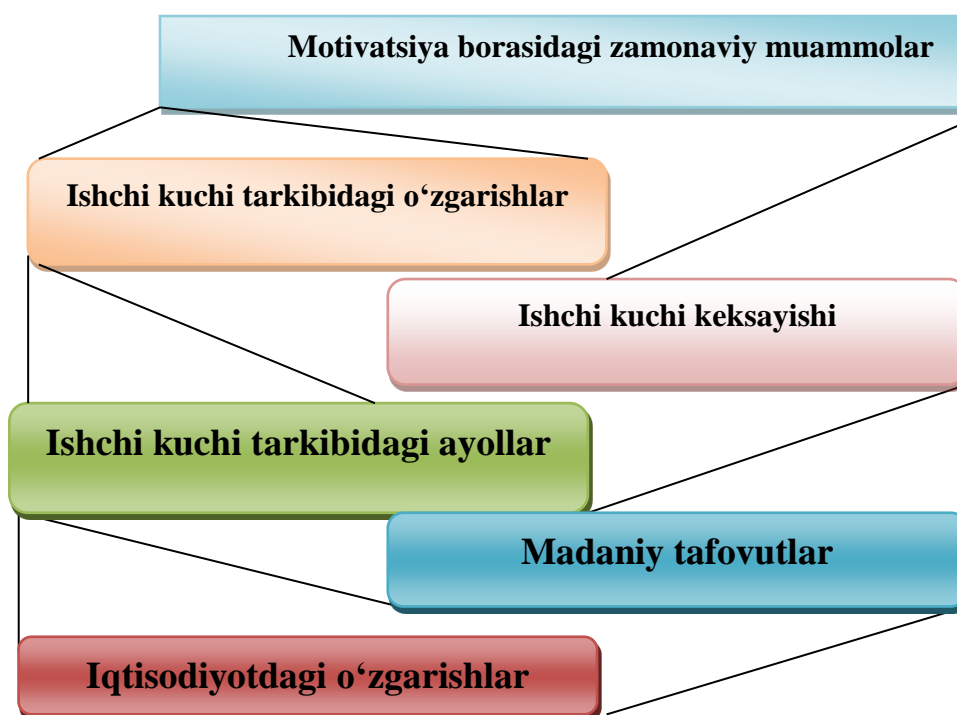 Motivatsiya borasidagi zamonaviy muammolar
Ishchi kuchi tarkibidagi o‘zgarishlar
Ishchi kuchi keksayishi
Ishchi kuchi tarkibidagi ayollar
Madaniy tafovutlar
Iqtisodiyotdagi o‘zgarishlar